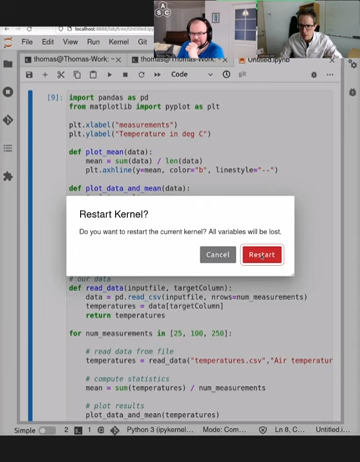 localhost:8888/lab/tree/Untitled.ipy
File Edit View Run Kernel
thomas@Thomas-Work: ~
thomas@Thomas-Work: ~
Untitled.ipynb
Code
[9]: import pandas as pd
from matplotlib import pyplot as plt
plt.xlabel("measurements")
plt.ylabel("Temperature in deg C")
def plot_mean(data):
mean = sum(data) / len(data)
plt.axhline(y=mean, color="b", linestyle="--")
def plot_data_and_mean(data):
Restart Kernel?
Do you want to restart the current kernel? All variables will be lost.
Cancel
Restart
# our data
def read_data(inputfile, targetColumn):
data = pd.read_csv(inputfile, nrows=num_measurements)
temperatures = data[targetColumn]
return temperatures
for num_measurements in [25, 100, 250]:
# read data from file
temperatures = read_data("temperatures.csv","Air temperatur
# compute statistics
mean = sum(temperatures) / num_measurements
# plot results
plot_data_and_mean(temperatures)
Simple 2 1 Python 3 (ipykernel... Mode: Com... Ln 8, C... Untitled.ipynb